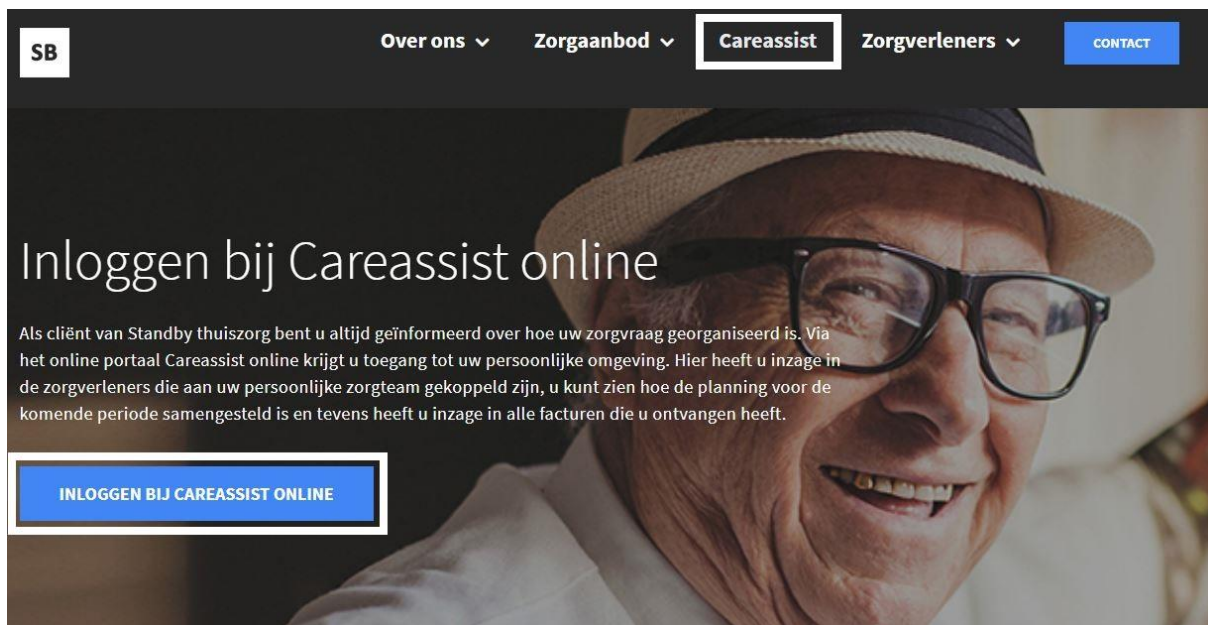 SB
Over ons
Zorgaanbod
Careassist
Zorgverleners
CONTACT
Inloggen bij Careassist online
Als cliënt van Standby thuiszorg bent u altijd geïnformeerd over hoe uw zorgvraag georganiseerd is. Via
het online portaal Careassist online krijgt u toegang tot uw persoonlijke omgeving. Hier heeft u inzage in
de zorgverleners die aan uw persoonlijke zorgteam gekoppeld zijn, u kunt zien hoe de planning voor de
komende periode samengesteld is en tevens heeft u inzage in alle facturen die u ontvangen heeft.
INLOGGEN BIJ CAREASSIST ONLINE